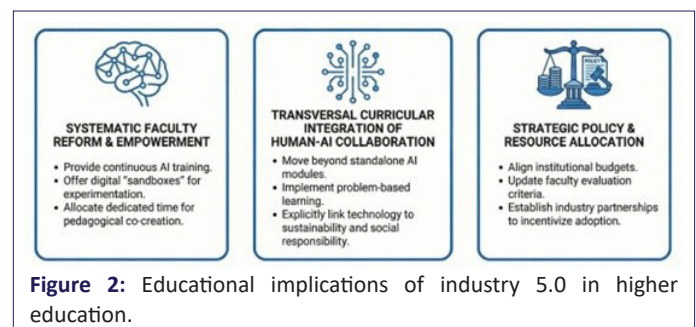 SYSTEMATIC FACULTY
REFORM & EMPOWERMENT
• Provide continuous AI training.
• Offer digital "sandboxes" for
experimentation.
• Allocate dedicated time for
pedagogical co-creation.
TRANSVERSAL CURRICULAR
INTEGRATION OF
HUMAN-AI COLLABORATION
• Move beyond standalone AI
modules.
• Implement problem-based
learning.
• Explicitly link technology to
sustainability and social
responsibility.
POLICY
STRATEGIC POLICY &
RESOURCE ALLOCATION
• Align institutional budgets.
• Update faculty evaluation
criteria.
• Establish industry partnerships
to incentivize adoption.
Figure 2: Educational implications of industry 5.0 in higher
education.